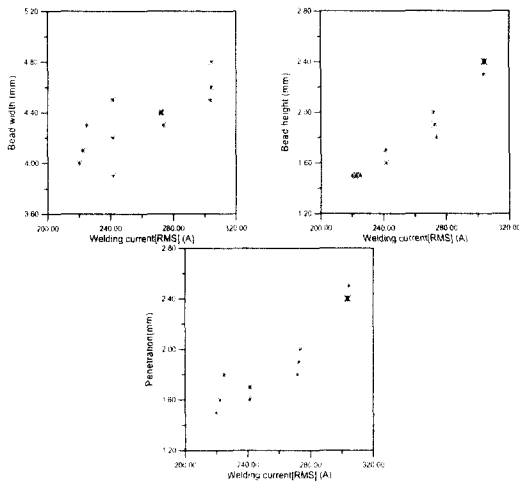 5.20
4.80
4.40
4.00
3.60
Bead width (mm)
200.00 240.00 280.00 320.00
Welding current[RMS] (A)
2.80
2.40
2.00
1.60
1.20
Bead height (mm)
200.00 240.00 280.00 320.00
Welding current[RMS] (A)
2.80
2.40
2.00
1.60
1.20
Penetration(mm)
200.00 240.00 280.00 320.00
Welding current[RMS] (A)